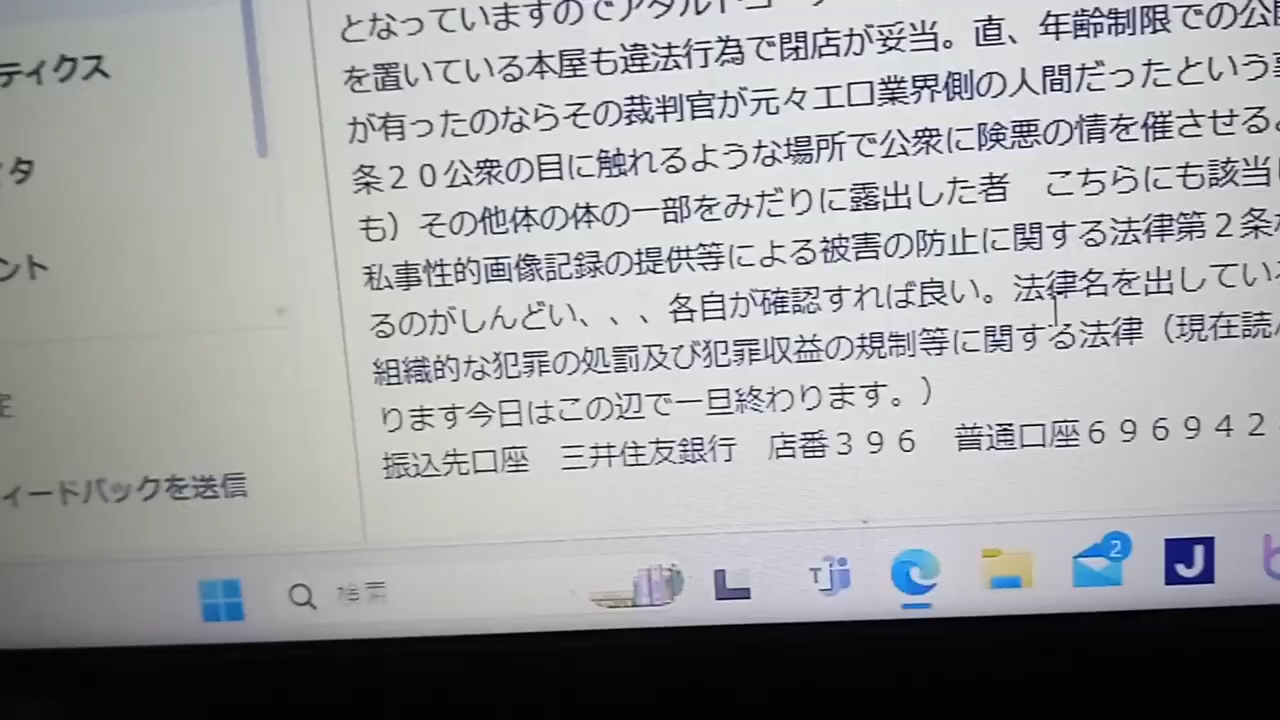 となっていますのでアダルトコーナ
を置いている本屋も違法行為で閉店が妥当。直、年齢制限での公開
が有ったのならその裁判官が元々エロ業界側の人間だったという事
条２０公衆の目に触れるような場所で公衆に険悪の情を催させる
も）その他体の体の一部をみだりに露出した者　こちらにも該当し
私事性的画像記録の提供等による被害の防止に関する法律第２条
るのがしんどい、、、各自が確認すれば良い。法律名を出してい
組織的な犯罪の処罰及び犯罪収益の規制等に関する法律（現在読
ります今日はこの辺で一旦終わります。）
振込先口座　三井住友銀行　店番３９６　普通口座６９６９４２
ティクス
タ
ント
定
ィードバックを送信
検索
2
J